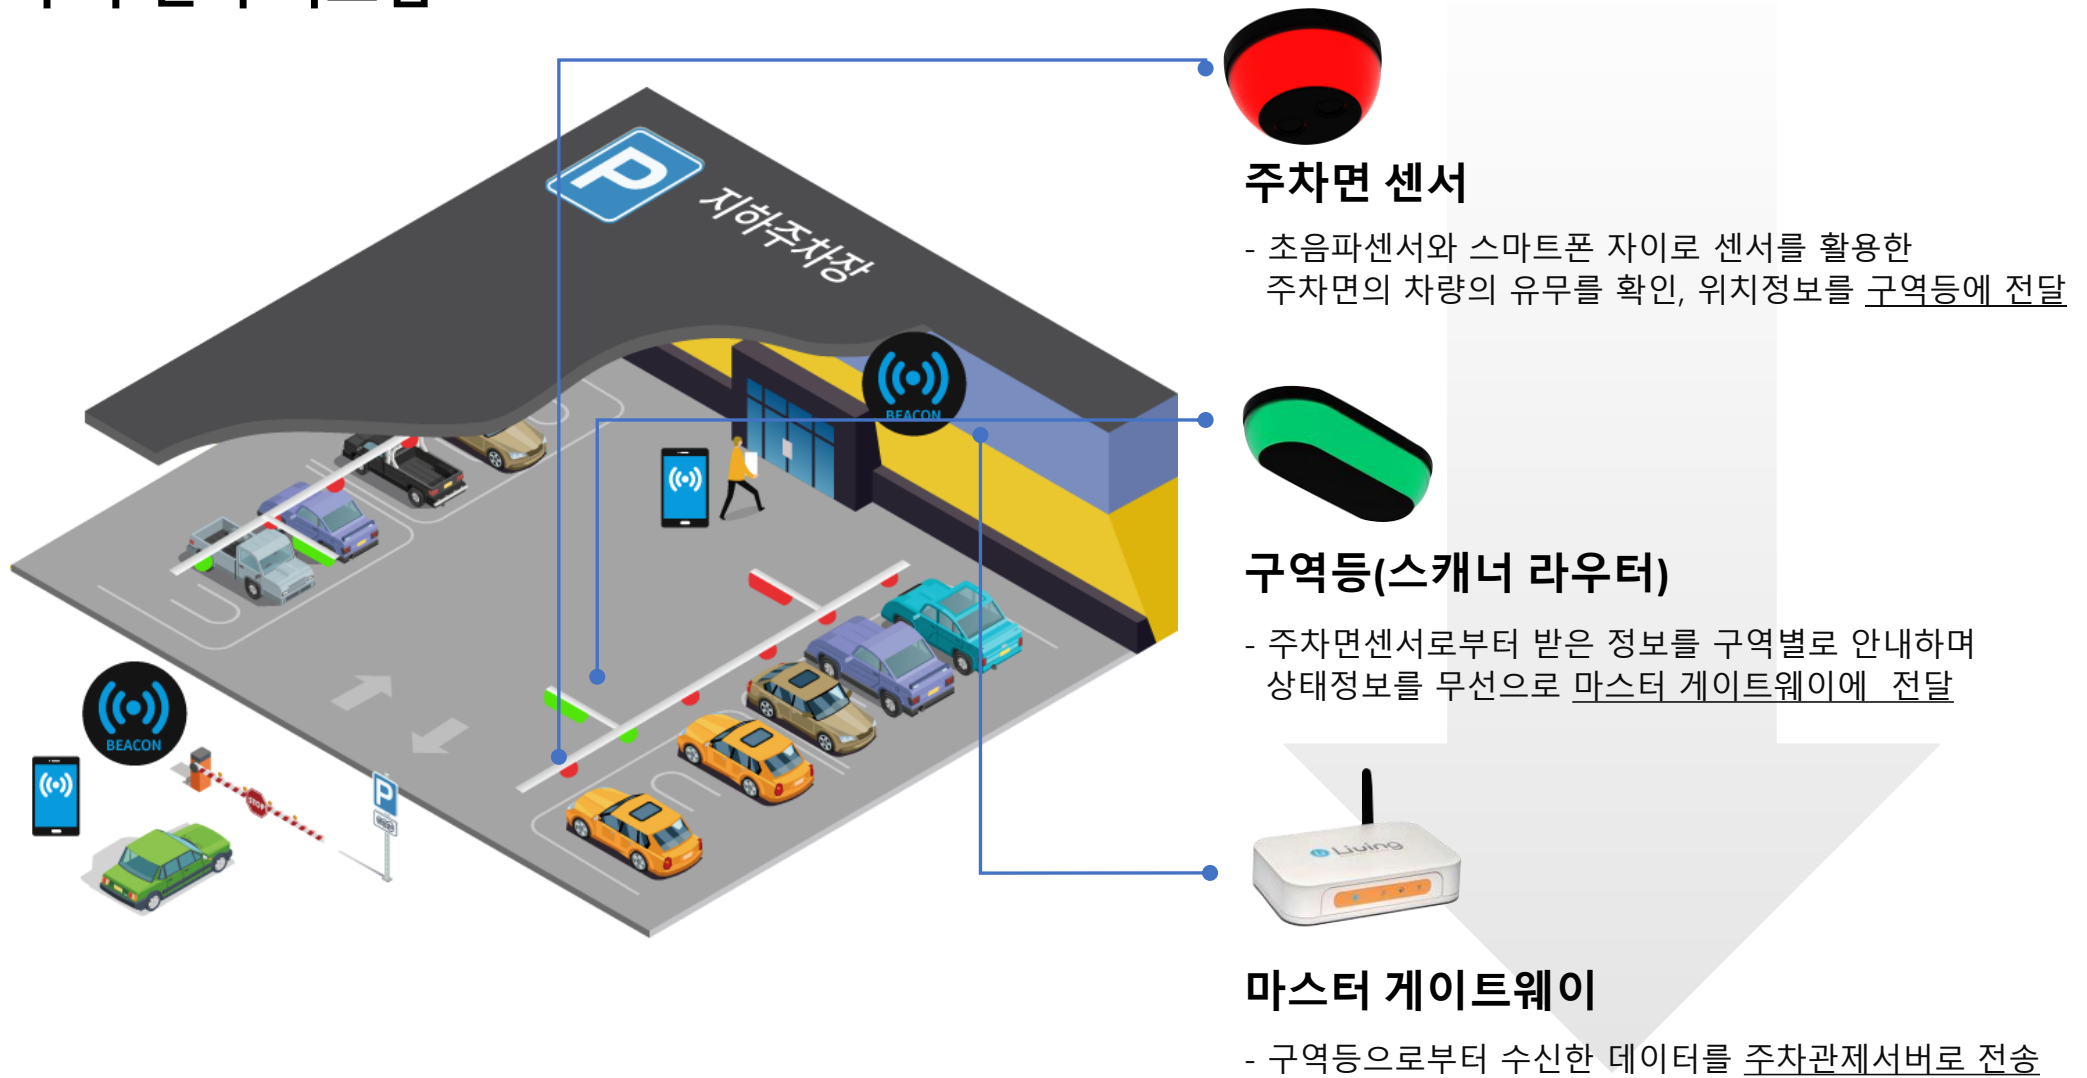 주차면 센서
- 초음파센서와 스마트폰 자이로 센서를 활용한
주차면의 차량의 유무를 확인, 위치정보를 구역등에 전달
P 지하주차장
BEACON
구역등(스캐너 라우터)
- 주차면센서로부터 받은 정보를 구역별로 안내하며
상태정보를 무선으로 마스터 게이트웨이에 전달
BEACON
STOP
P
Living
마스터 게이트웨이
- 구역등으로부터 수신한 데이터를 주차관제서버로 전송